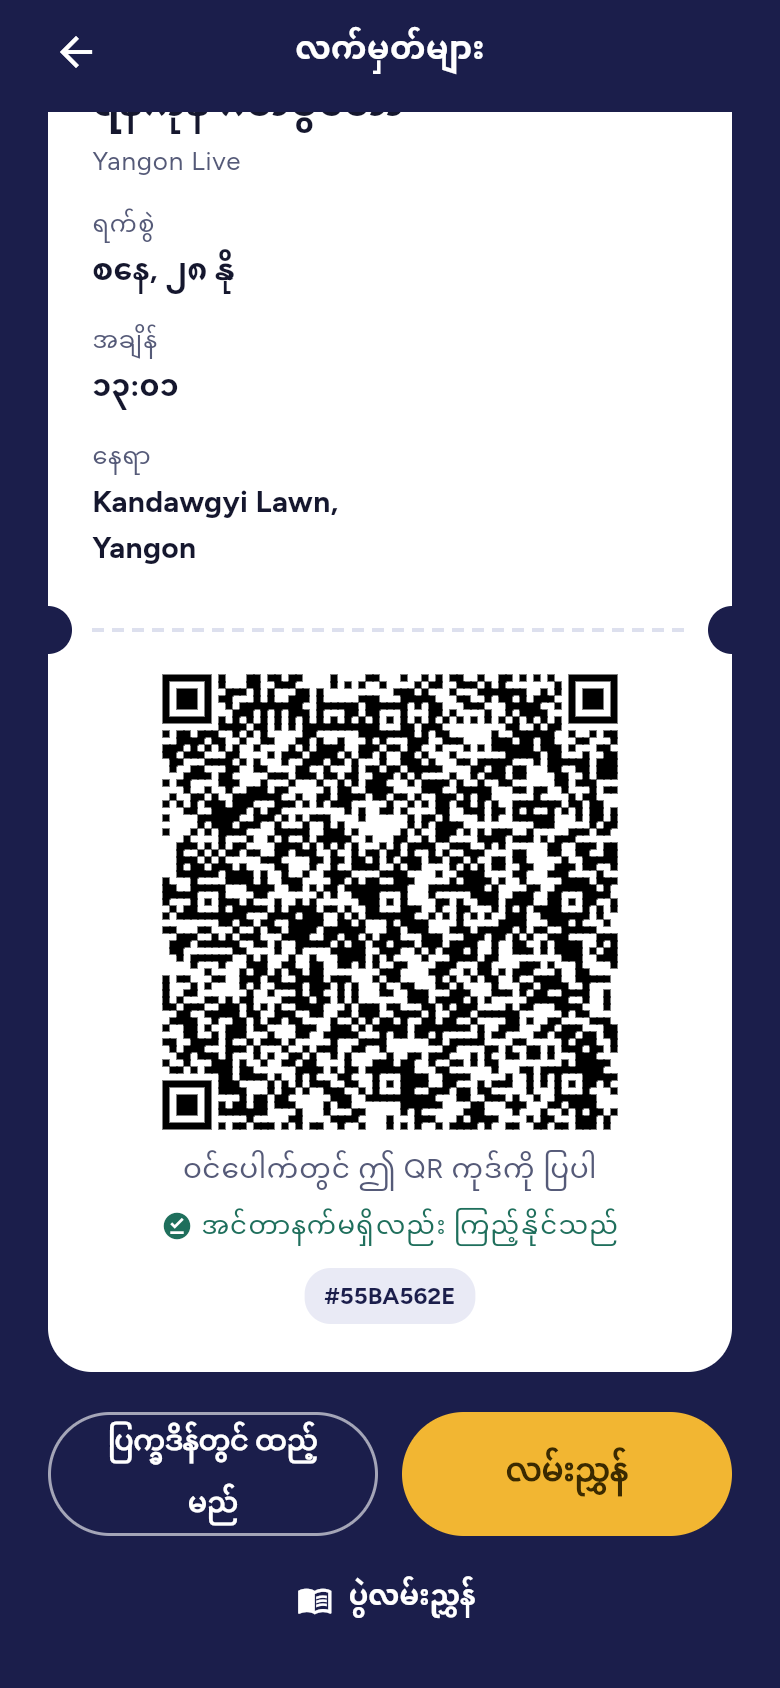 လက်မှတ်များ
Yangon Live
ရက်စွဲ
စနေ, ၂၈ နို
အချိန်
၁၃:၀၁
နေရာ
Kandawgyi Lawn,
Yangon
ဝင်ပေါက်တွင် ဤ QR ကုဒ်ကို ပြပါ
အင်တာနက်မရှိလည်း ကြည့်နိုင်သည်
#55BA562E
ပြက္ခဒိန်တွင် ထည့်
မည်
လမ်းညွှန်
ပွဲလမ်းညွှန်